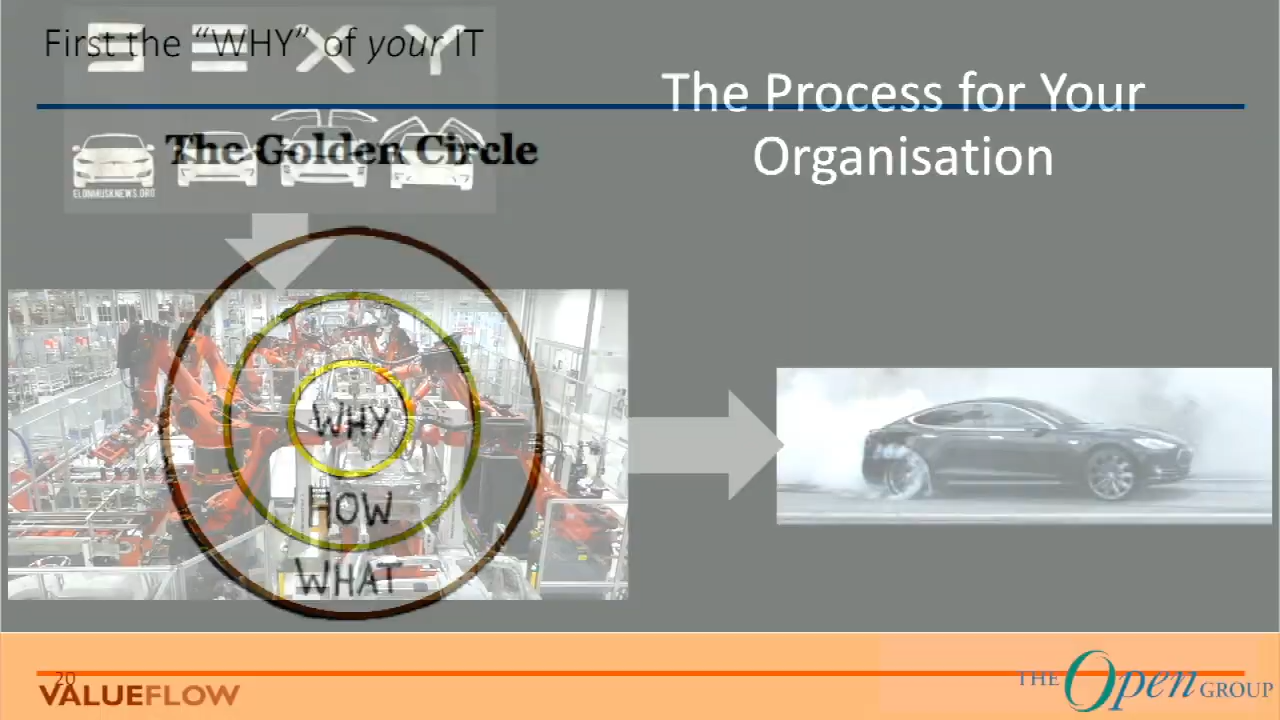 First the “WHY” of your IT
S E X Y
The Process for Your
Organisation
The Golden Circle
ELONMUSKNEWS.ORG
WHY
HOW
WHAT
20
VALUEFLOW
THE Open GROUP